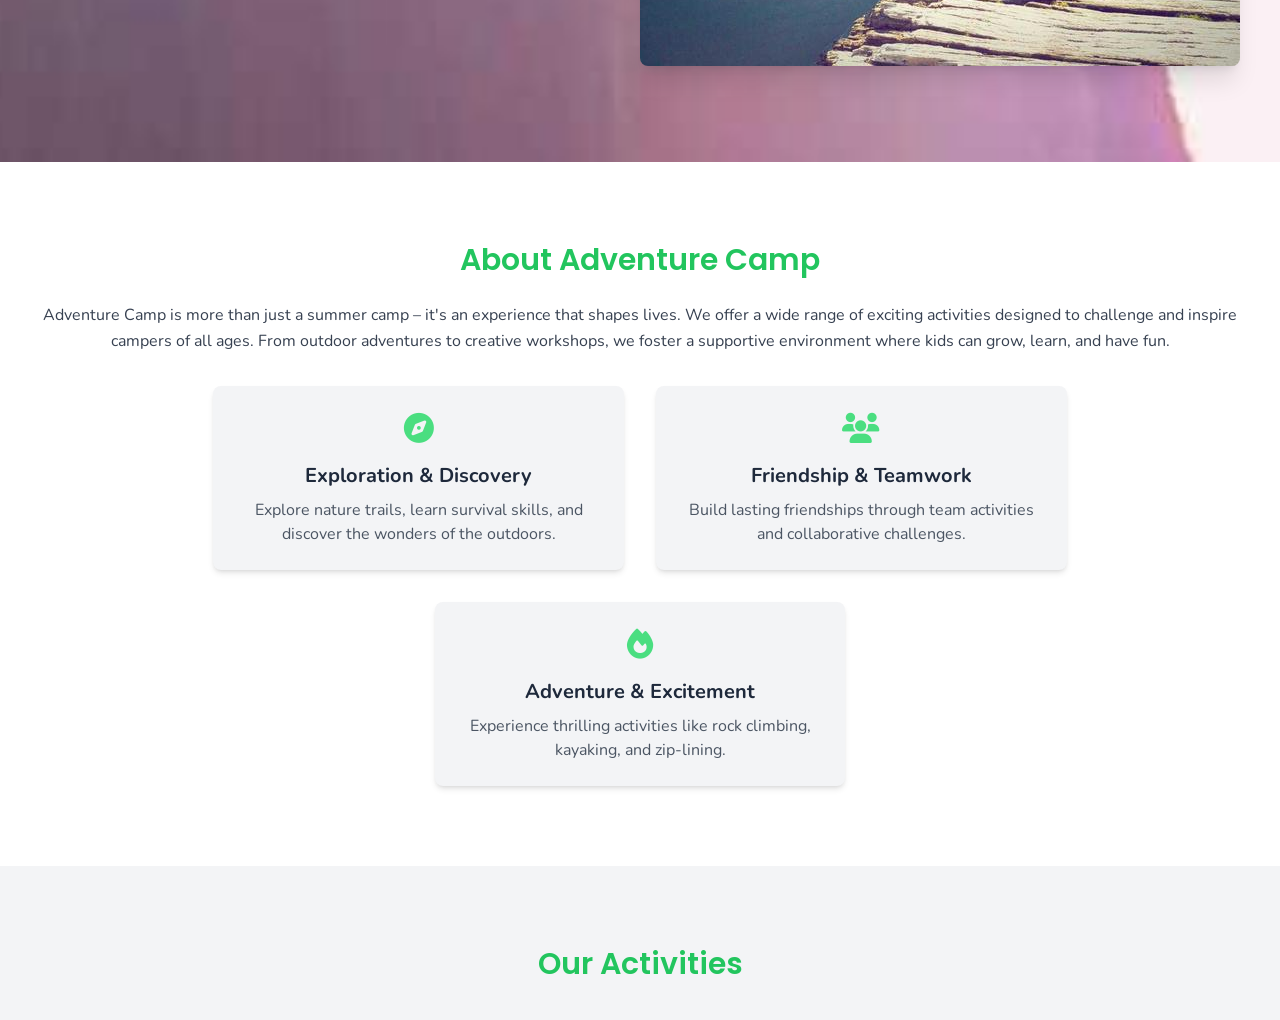 About Adventure Camp
Adventure Camp is more than just a summer camp – it's an experience that shapes lives. We offer a wide range of exciting activities designed to challenge and inspire
campers of all ages. From outdoor adventures to creative workshops, we foster a supportive environment where kids can grow, learn, and have fun.
Exploration & Discovery
Explore nature trails, learn survival skills, and
discover the wonders of the outdoors.
Friendship & Teamwork
Build lasting friendships through team activities
and collaborative challenges.
Adventure & Excitement
Experience thrilling activities like rock climbing,
kayaking, and zip-lining.
Our Activities